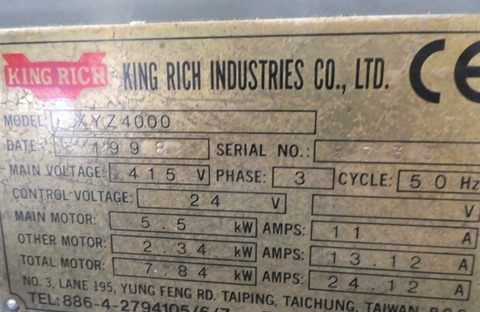 KING RICH KING RICH INDUSTRIES CO., LTD. CE
MODEL: XYZ4000
DATE: 1998 SERIAL NO.:
MAIN VOLTAGE: 415 V PHASE: 3 CYCLE: 50 Hz
CONTROL VOLTAGE: 24 V V
MAIN MOTOR: 5.5 kW AMPS: 11 A
OTHER MOTOR: 2.34 kW AMPS: 13.12 A
TOTAL MOTOR: 7.84 kW AMPS: 24.12 A
NO. 3, LANE 195, YUNG FENG RD. TAIPING, TAICHUNG, TAIWAN,
TEL: 886-4-2794105/6/7